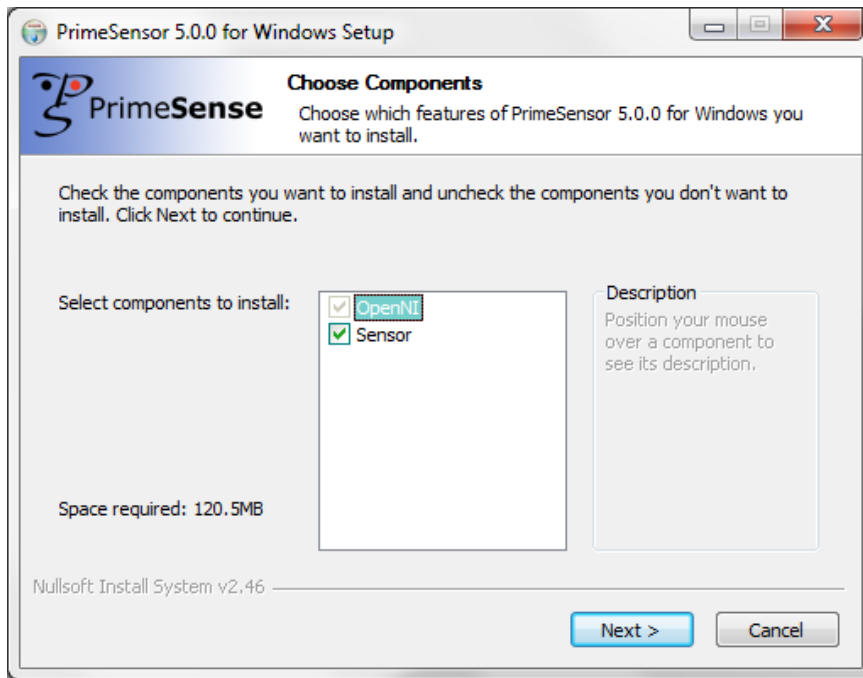 PrimeSensor 5.0.0 for Windows Setup
PrimeSense
Choose Components
Choose which features of PrimeSensor 5.0.0 for Windows you
want to install.
Check the components you want to install and uncheck the components you don't want to
install. Click Next to continue.
Select components to install:
OpenNI
Sensor
Description
Position your mouse
over a component to
see its description.
Space required: 120.5MB
Nullsoft Install System v2.46
Next >
Cancel